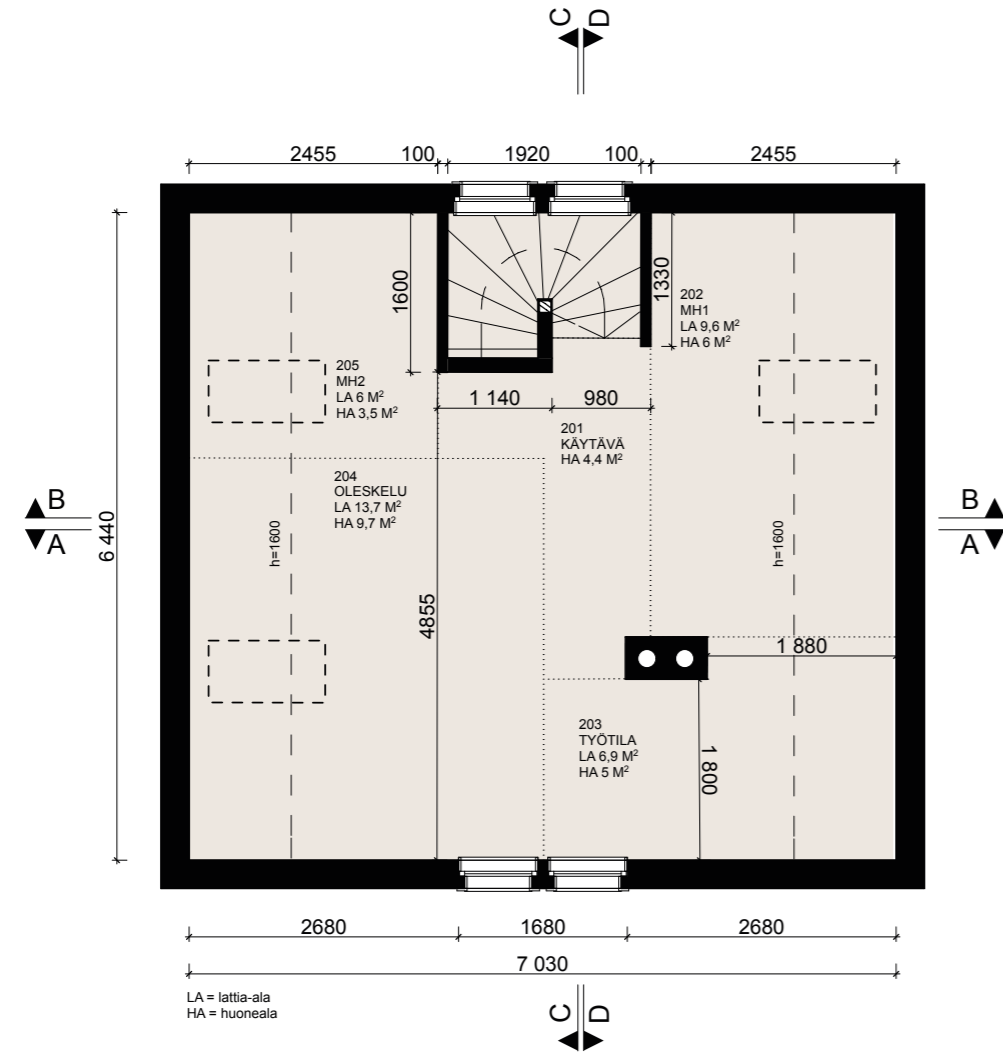 C
D
2455
100
1920
100
2455
1600
1330
202
MH1
LA 9,6 M²
HA 6 M²
205
MH2
LA 6 M²
HA 3,5 M²
1 140
980
201
KÄYTÄVÄ
HA 4,4 M²
204
OLESKELU
LA 13,7 M²
HA 9,7 M²
B
A
B
A
6 440
h=1600
h=1600
4855
1 880
203
TYÖTILA
LA 6,9 M²
HA 5 M²
1 800
2680
1680
2680
7 030
LA = lattia-ala
HA = huoneala
C
D